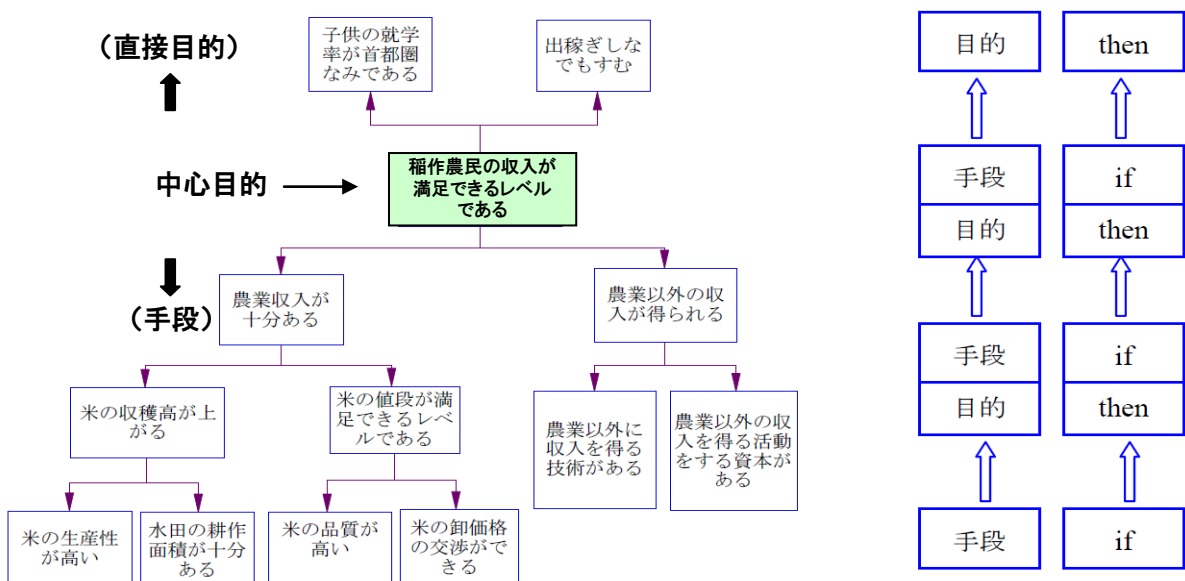 (直接目的)
子供の就学
率が首都圏
なみである
出稼ぎしな
でもすむ
中心目的
稲作農民の収入が
満足できるレベル
である
(手段)
農業収入が
十分ある
農業以外の収
入が得られる
米の収穫高が上
がる
米の値段が満
足できるレベ
ルである
農業以外に
収入を得る
技術がある
農業以外の収
入を得る活動
をする資本が
ある
米の生産性
が高い
水田の耕作
面積が十分
ある
米の品質が
高い
米の卸価格
の交渉がで
きる
目的
then
手段
if
目的
then
手段
if
目的
then
手段
if